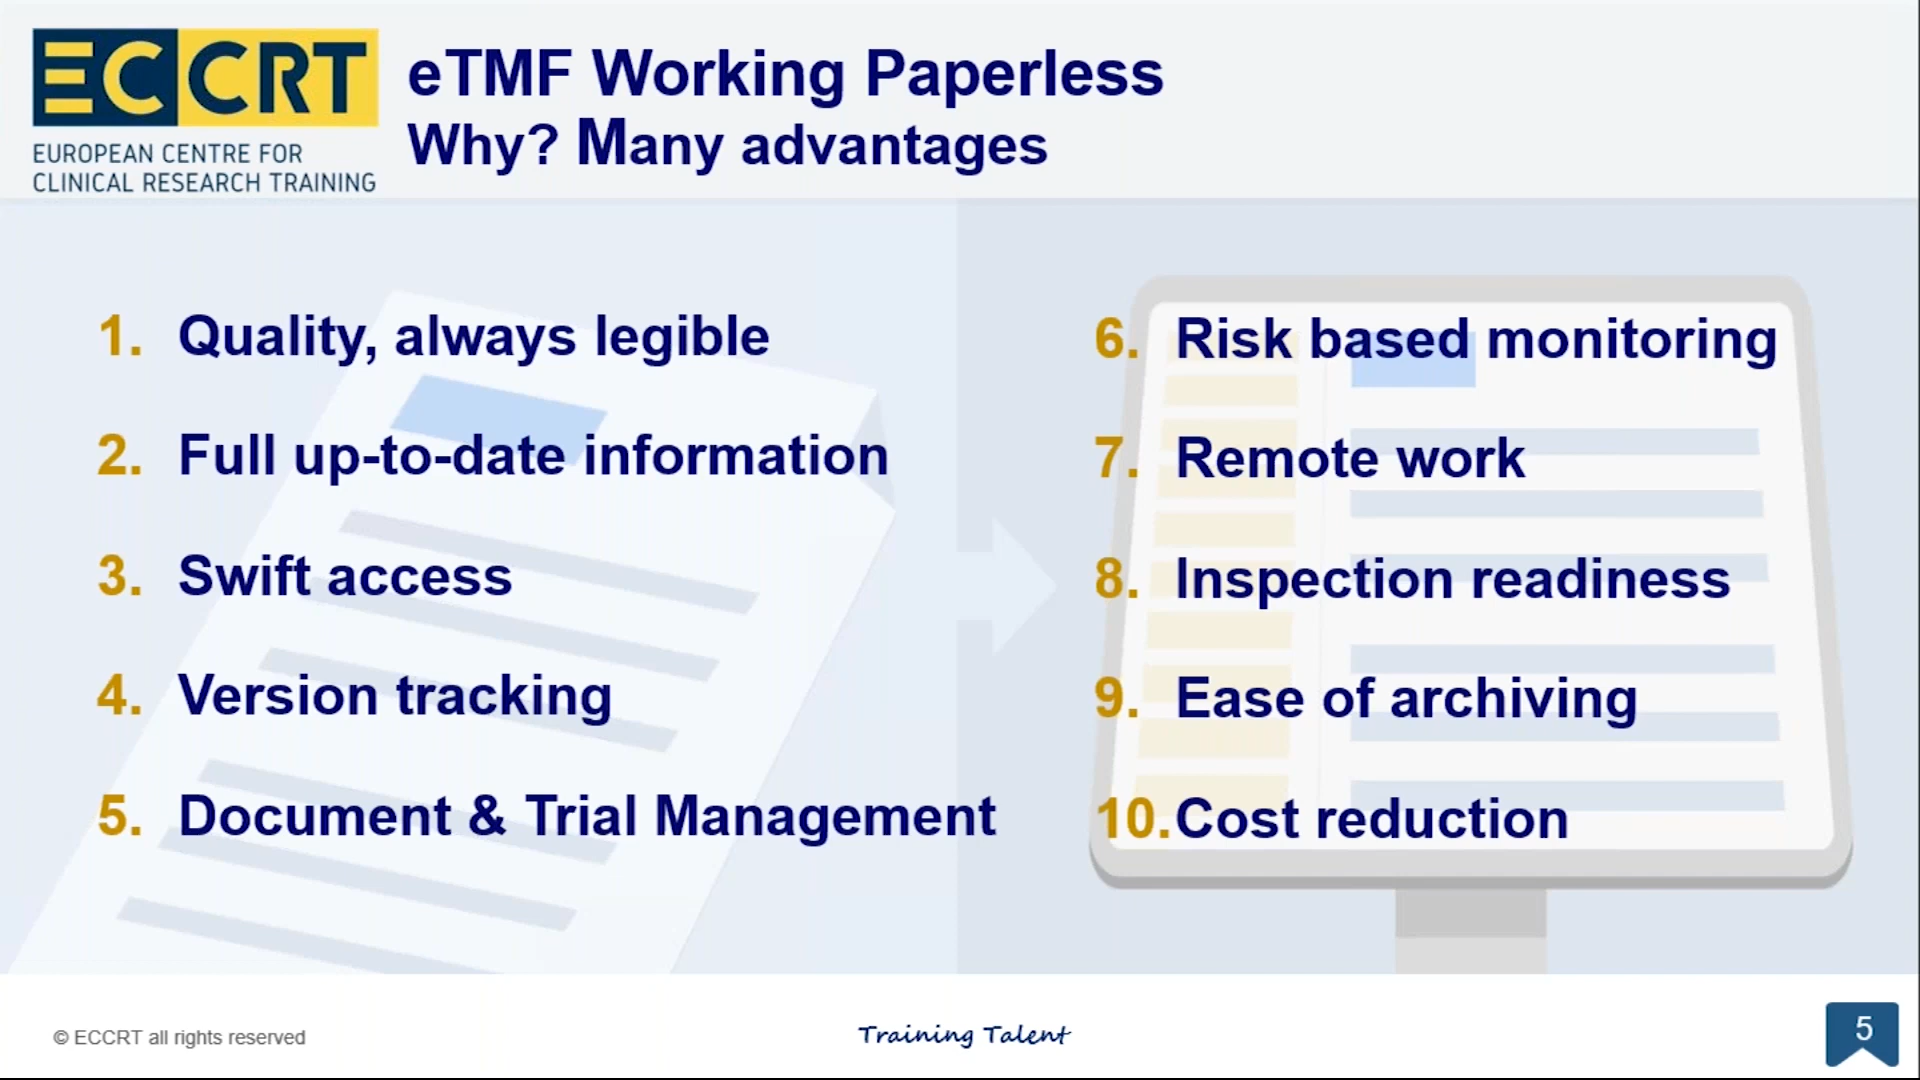 ECCRT
EUROPEAN CENTRE FOR
CLINICAL RESEARCH TRAINING
eTMF Working Paperless
Why? Many advantages
1. Quality, always legible
2. Full up-to-date information
3. Swift access
4. Version tracking
5. Document & Trial Management
6. Risk based monitoring
7. Remote work
8. Inspection readiness
9. Ease of archiving
10. Cost reduction
© ECCRT all rights reserved
Training Talent
5